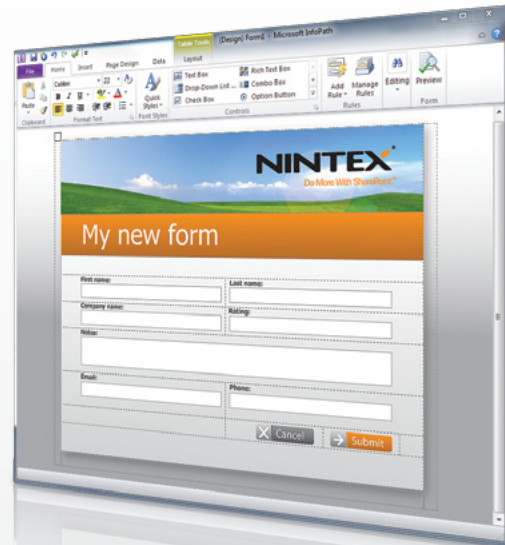 Table Tools
(Design) Form1 - Microsoft InfoPath
File Home Insert Page Design Data Layout
Paste
Calibri 22
B I U
Quick
Styles
Text Box
Drop-Down List ...
Check Box
Rich Text Box
Combo Box
Option Button
Add
Rule
Manage
Rules
Editing
Preview
Clipboard Format Text Font Styles Controls Rules Form
NINTEX
Do More With SharePoint™
My new form
First name: Last name:
Company name: Rating:
Notes:
Email: Phone:
Cancel Submit